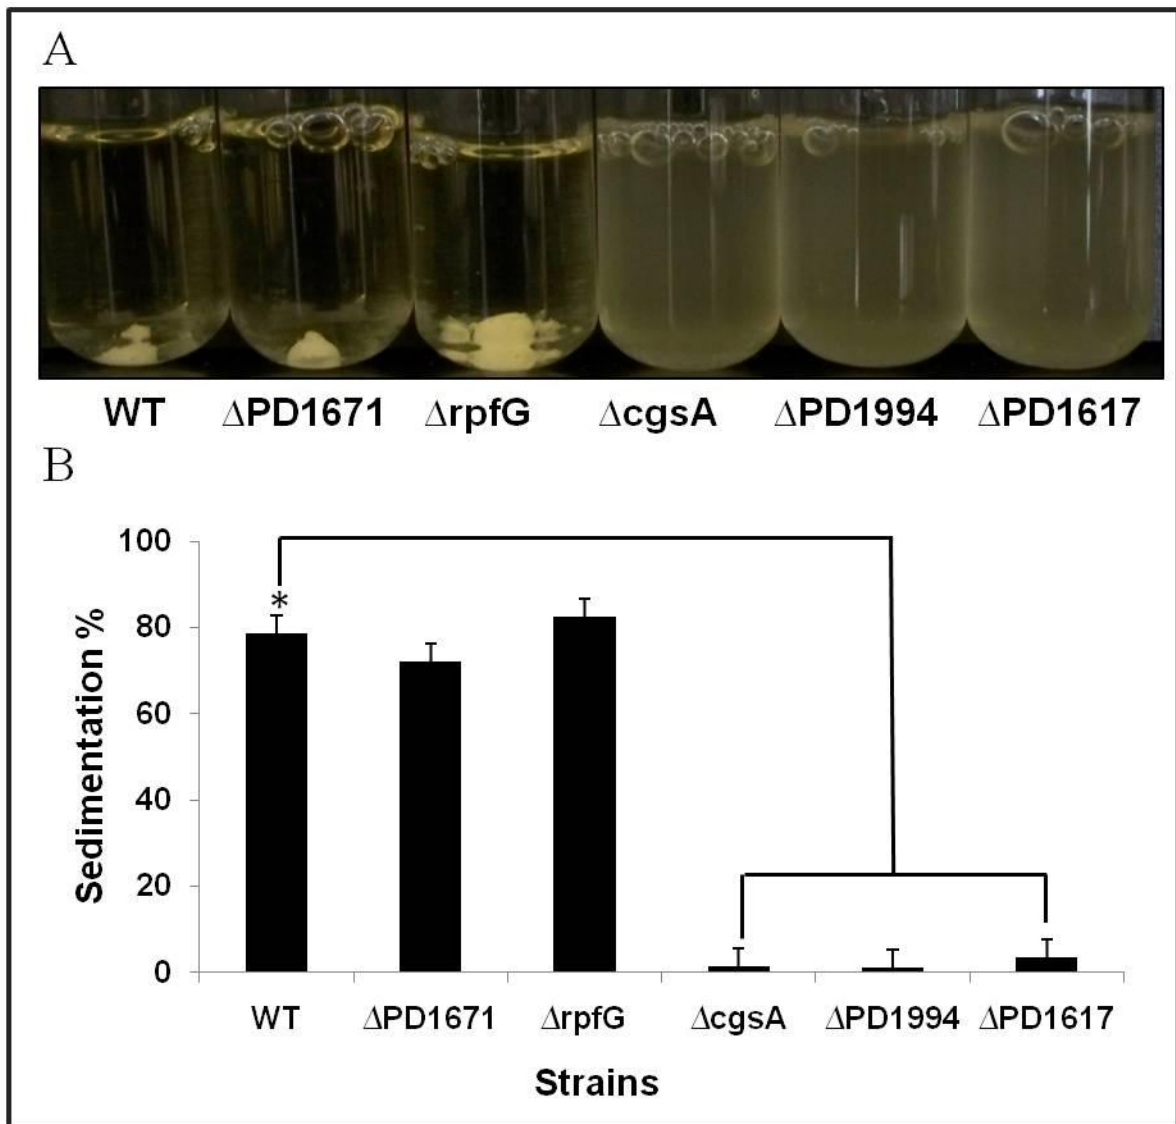 A
WT ΔPD1671 ΔrpfG ΔcgsA ΔPD1994 ΔPD1617
B
Sedimentation %
100
80
60
40
20
0
*
WT ΔPD1671 ΔrpfG ΔcgsA ΔPD1994 ΔPD1617
Strains